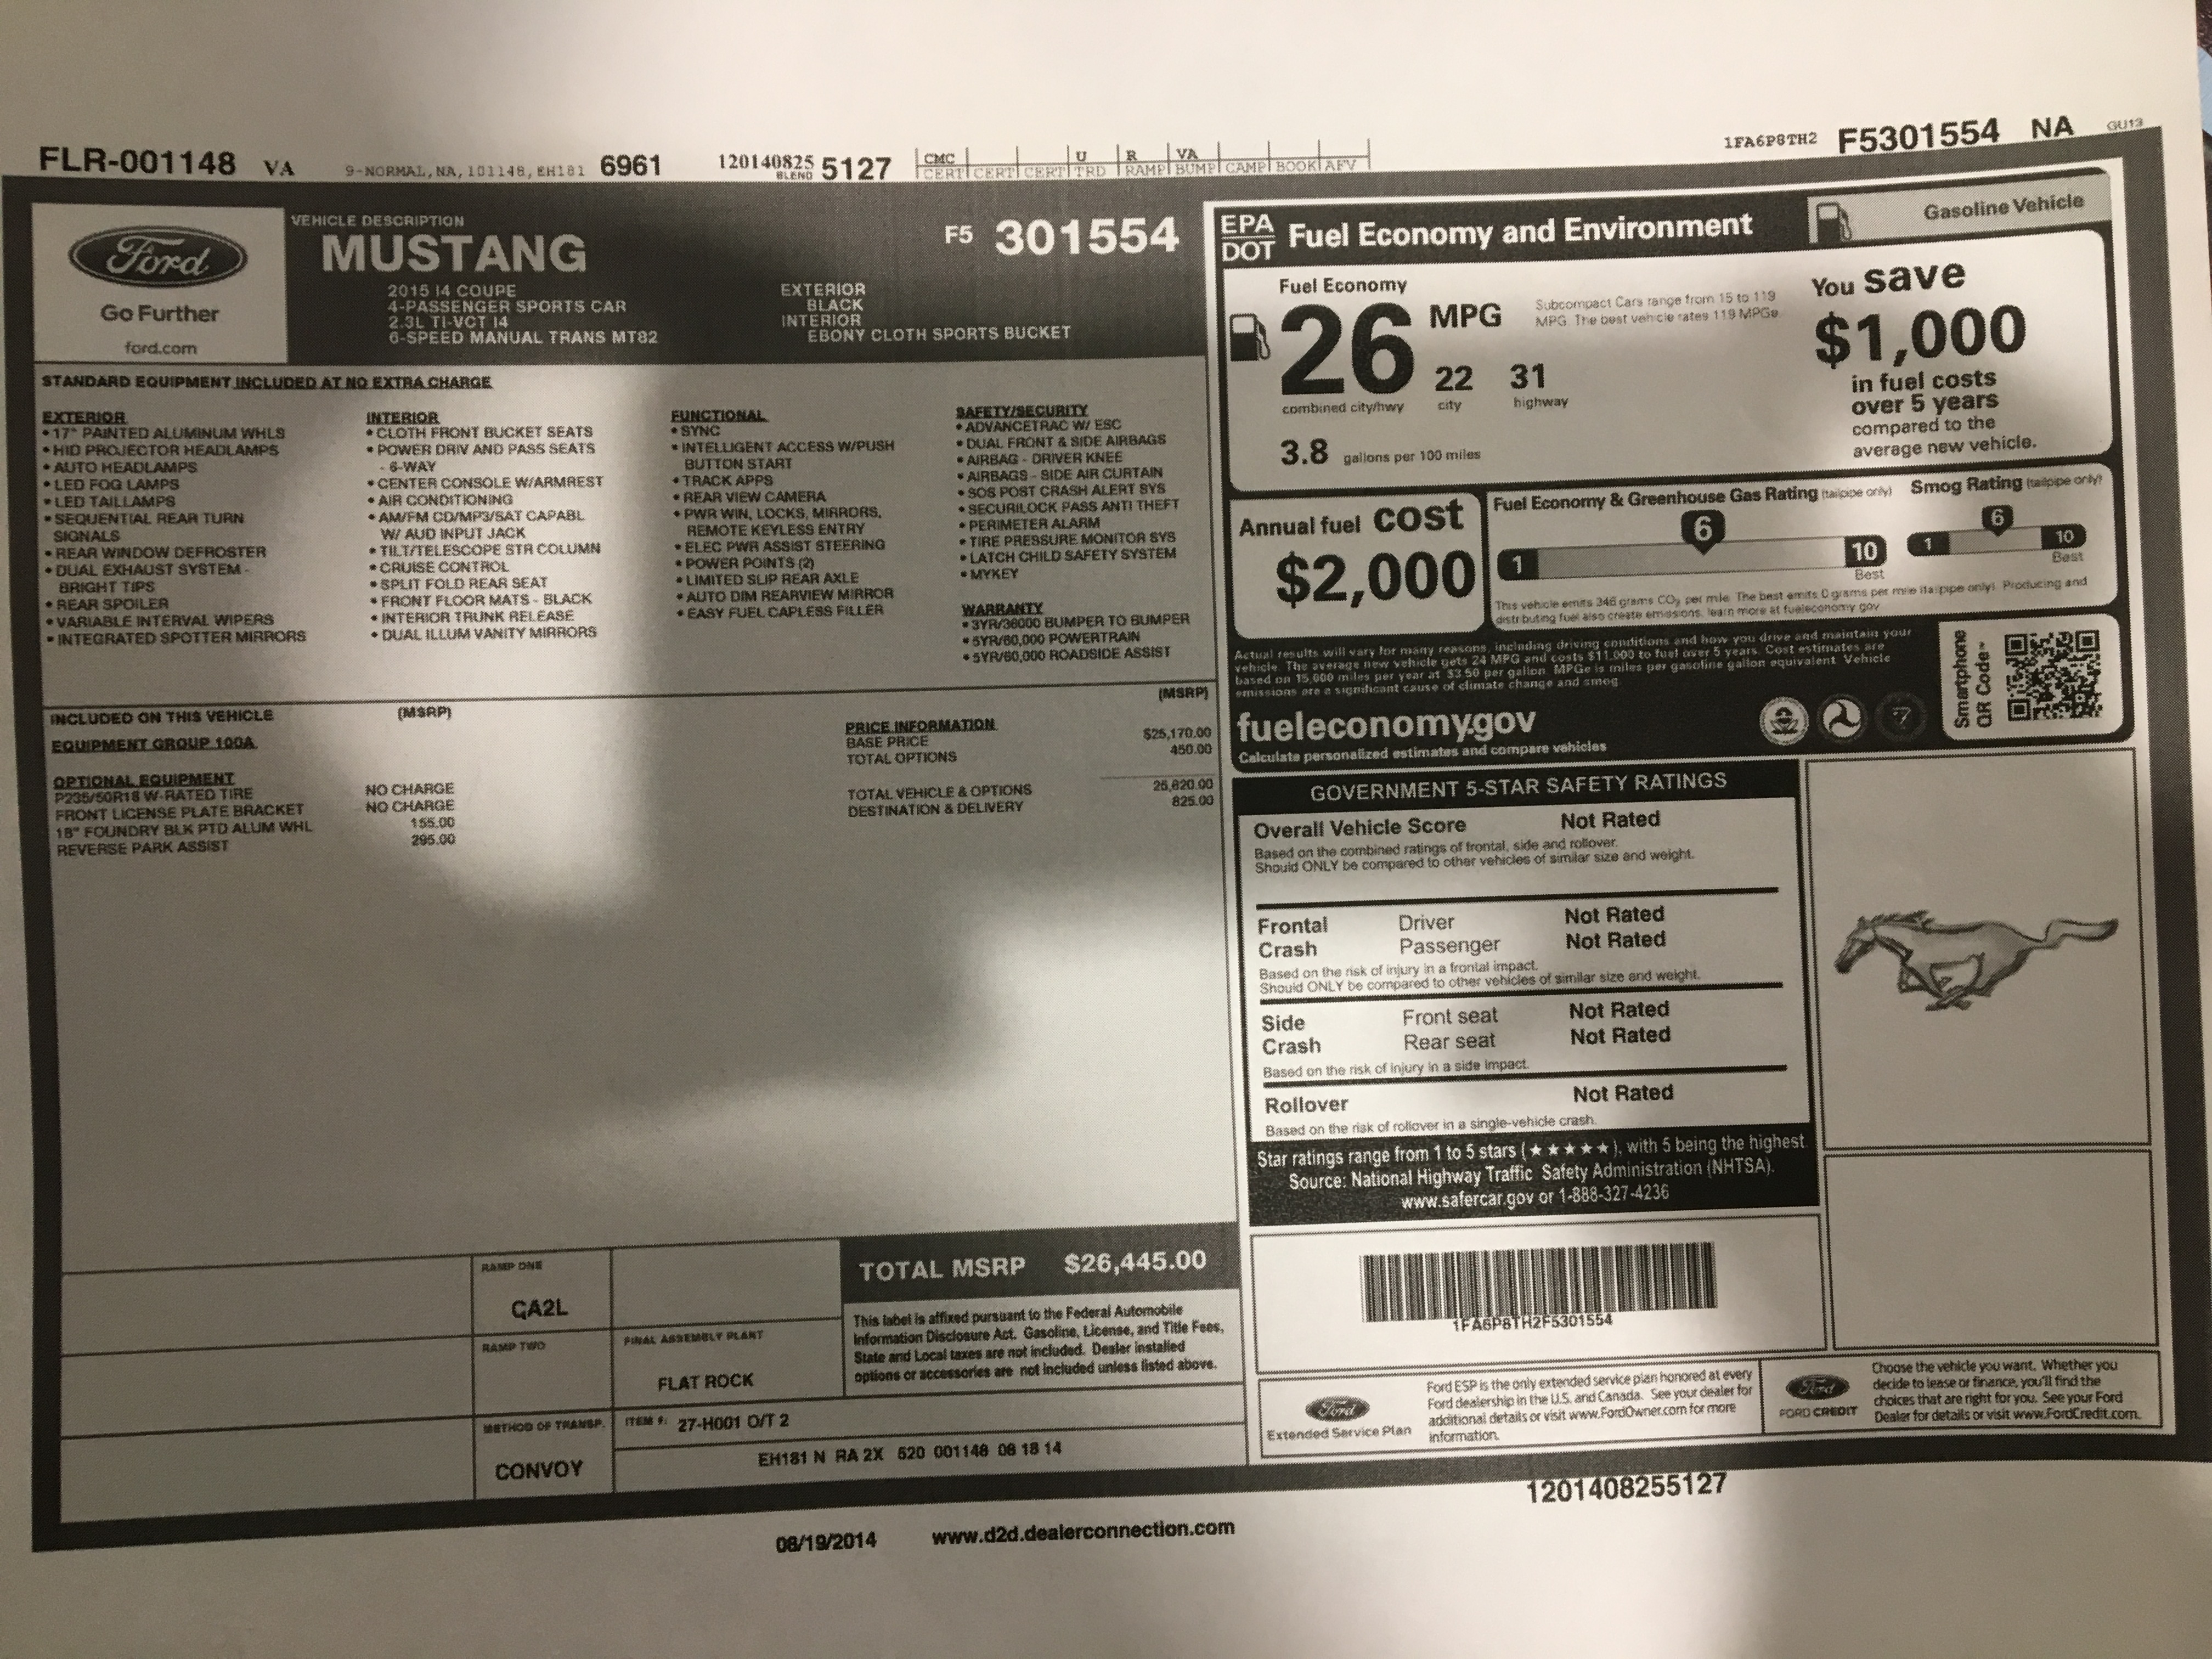 FLR-001148 VA 9-NORMAL, NA, 101148, EH181 6961 120140825 BLEND 5127
CMC U R VA
CERT CERT CERT TRD RAMP BUMP CAMP BOOK AFV
1FA6P8TH2 F5301554 NA
GU13
Ford
Go Further
ford.com
VEHICLE DESCRIPTION
MUSTANG
2015 I4 COUPE
4-PASSENGER SPORTS CAR
2.3L TI-VCT I4
6-SPEED MANUAL TRANS MT82
F5 301554
EXTERIOR
BLACK
INTERIOR
EBONY CLOTH SPORTS BUCKET
STANDARD EQUIPMENT INCLUDED AT NO EXTRA CHARGE
EXTERIOR
• 17" PAINTED ALUMINUM WHLS
• HID PROJECTOR HEADLAMPS
• AUTO HEADLAMPS
• LED FOG LAMPS
• LED TAILLAMPS
• SEQUENTIAL REAR TURN
SIGNALS
• REAR WINDOW DEFROSTER
• DUAL EXHAUST SYSTEM -
BRIGHT TIPS
• REAR SPOILER
• VARIABLE INTERVAL WIPERS
• INTEGRATED SPOTTER MIRRORS
INTERIOR
• CLOTH FRONT BUCKET SEATS
• POWER DRIV AND PASS SEATS
- 6-WAY
• CENTER CONSOLE W/ARMREST
• AIR CONDITIONING
• AM/FM CD/MP3/SAT CAPABL
W/ AUD INPUT JACK
• TILT/TELESCOPE STR COLUMN
• CRUISE CONTROL
• SPLIT FOLD REAR SEAT
• FRONT FLOOR MATS - BLACK
• INTERIOR TRUNK RELEASE
• DUAL ILLUM VANITY MIRRORS
FUNCTIONAL
• SYNC
• INTELLIGENT ACCESS W/PUSH
BUTTON START
• TRACK APPS
• REAR VIEW CAMERA
• PWR WIN, LOCKS, MIRRORS,
REMOTE KEYLESS ENTRY
• ELEC PWR ASSIST STEERING
• POWER POINTS (2)
• LIMITED SLIP REAR AXLE
• AUTO DIM REARVIEW MIRROR
• EASY FUEL CAPLESS FILLER
SAFETY/SECURITY
• ADVANCETRAC W/ ESC
• DUAL FRONT & SIDE AIRBAGS
• AIRBAG - DRIVER KNEE
• AIRBAGS - SIDE AIR CURTAIN
• SOS POST CRASH ALERT SYS
• SECURILOCK PASS ANTI THEFT
• PERIMETER ALARM
• TIRE PRESSURE MONITOR SYS
• LATCH CHILD SAFETY SYSTEM
• MYKEY
WARRANTY
• 3YR/36000 BUMPER TO BUMPER
• 5YR/60,000 POWERTRAIN
• 5YR/60,000 ROADSIDE ASSIST
INCLUDED ON THIS VEHICLE (MSRP)
EQUIPMENT GROUP 100A
OPTIONAL EQUIPMENT
P235/50R18 W-RATED TIRE NO CHARGE
FRONT LICENSE PLATE BRACKET NO CHARGE
18" FOUNDRY BLK PTD ALUM WHL 155.00
REVERSE PARK ASSIST 295.00
(MSRP)
PRICE INFORMATION
BASE PRICE $25,170.00
TOTAL OPTIONS 450.00
TOTAL VEHICLE & OPTIONS 25,620.00
DESTINATION & DELIVERY 825.00
TOTAL MSRP $26,445.00
This label is affixed pursuant to the Federal Automobile
Information Disclosure Act. Gasoline, License, and Title Fees,
State and Local taxes are not included. Dealer installed
options or accessories are not included unless listed above.
RAMP ONE
QA2L
RAMP TWO
FINAL ASSEMBLY PLANT
FLAT ROCK
METHOD OF TRANSP.
CONVOY
ITEM #: 27-H001 O/T 2
EH181 N RA 2X 520 001148 08 18 14
08/19/2014 www.d2d.dealerconnection.com
EPA
DOT
Fuel Economy and Environment
Gasoline Vehicle
Fuel Economy
26 MPG
22 31
combined city/hwy city highway
3.8 gallons per 100 miles
Subcompact Cars range from 15 to 119
MPG. The best vehicle rates 119 MPGe
You save
$1,000
in fuel costs
over 5 years
compared to the
average new vehicle.
Annual fuel cost
$2,000
Fuel Economy & Greenhouse Gas Rating (tailpipe only)
1 6 10
Best
Smog Rating (tailpipe only)
1 6 10
Best
This vehicle emits 346 grams CO2 per mile. The best emits 0 grams per mile (tailpipe only). Producing and
distributing fuel also create emissions; learn more at fueleconomy.gov
Actual results will vary for many reasons, including driving conditions and how you drive and maintain your
vehicle. The average new vehicle gets 24 MPG and costs $11,000 to fuel over 5 years. Cost estimates are
based on 15,000 miles per year at $3.50 per gallon. MPGe is miles per gasoline gallon equivalent. Vehicle
emissions are a significant cause of climate change and smog
fueleconomy.gov
Calculate personalized estimates and compare vehicles
Smartphone
QR Code™
GOVERNMENT 5-STAR SAFETY RATINGS
Overall Vehicle Score Not Rated
Based on the combined ratings of frontal, side and rollover.
Should ONLY be compared to other vehicles of similar size and weight.
Frontal Driver Not Rated
Crash Passenger Not Rated
Based on the risk of injury in a frontal impact.
Should ONLY be compared to other vehicles of similar size and weight.
Side Front seat Not Rated
Crash Rear seat Not Rated
Based on the risk of injury in a side impact.
Rollover Not Rated
Based on the risk of rollover in a single-vehicle crash.
Star ratings range from 1 to 5 stars (★★★★★), with 5 being the highest.
Source: National Highway Traffic Safety Administration (NHTSA).
www.safercar.gov or 1-888-327-4236
1FA6P8TH2F5301554
Ford
Extended Service Plan
Ford ESP is the only extended service plan honored at every
Ford dealership in the U.S. and Canada. See your dealer for
additional details or visit www.FordOwner.com for more
information.
Ford
FORD CREDIT
Choose the vehicle you want. Whether you
decide to lease or finance, you'll find the
choices that are right for you. See your Ford
Dealer for details or visit www.FordCredit.com.
1201408255127